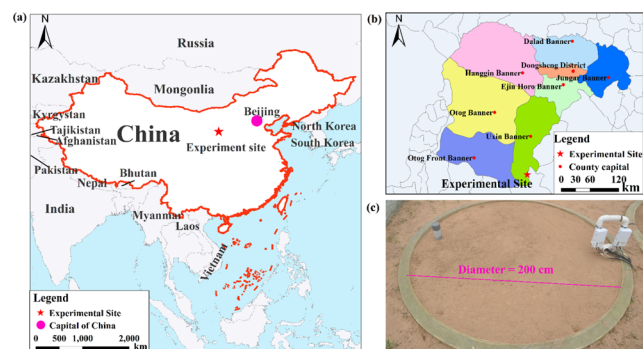 (a)
N
Russia
Kazakhstan
Mongonlia
Kyrgystan
Beijing
Tajikistan
China
North Korea
Afghanistan
Experiment site
South Korea
Pakistan
Bhutan
Nepal
India
Myanmar
Laos
Vietnam
Legend
Experimental Site
Capital of China
0 500 1,000 2,000
km
(b)
N
Dalad Banner
Dongsheng District
Hanggin Banner
Jungar Banner
Ejin Horo Banner
Otog Banner
Uxin Banner
Otog Front Banner
Experimental Site
Legend
Experimental Site
County capital
0 30 60 120
km
(c)
Diameter = 200 cm